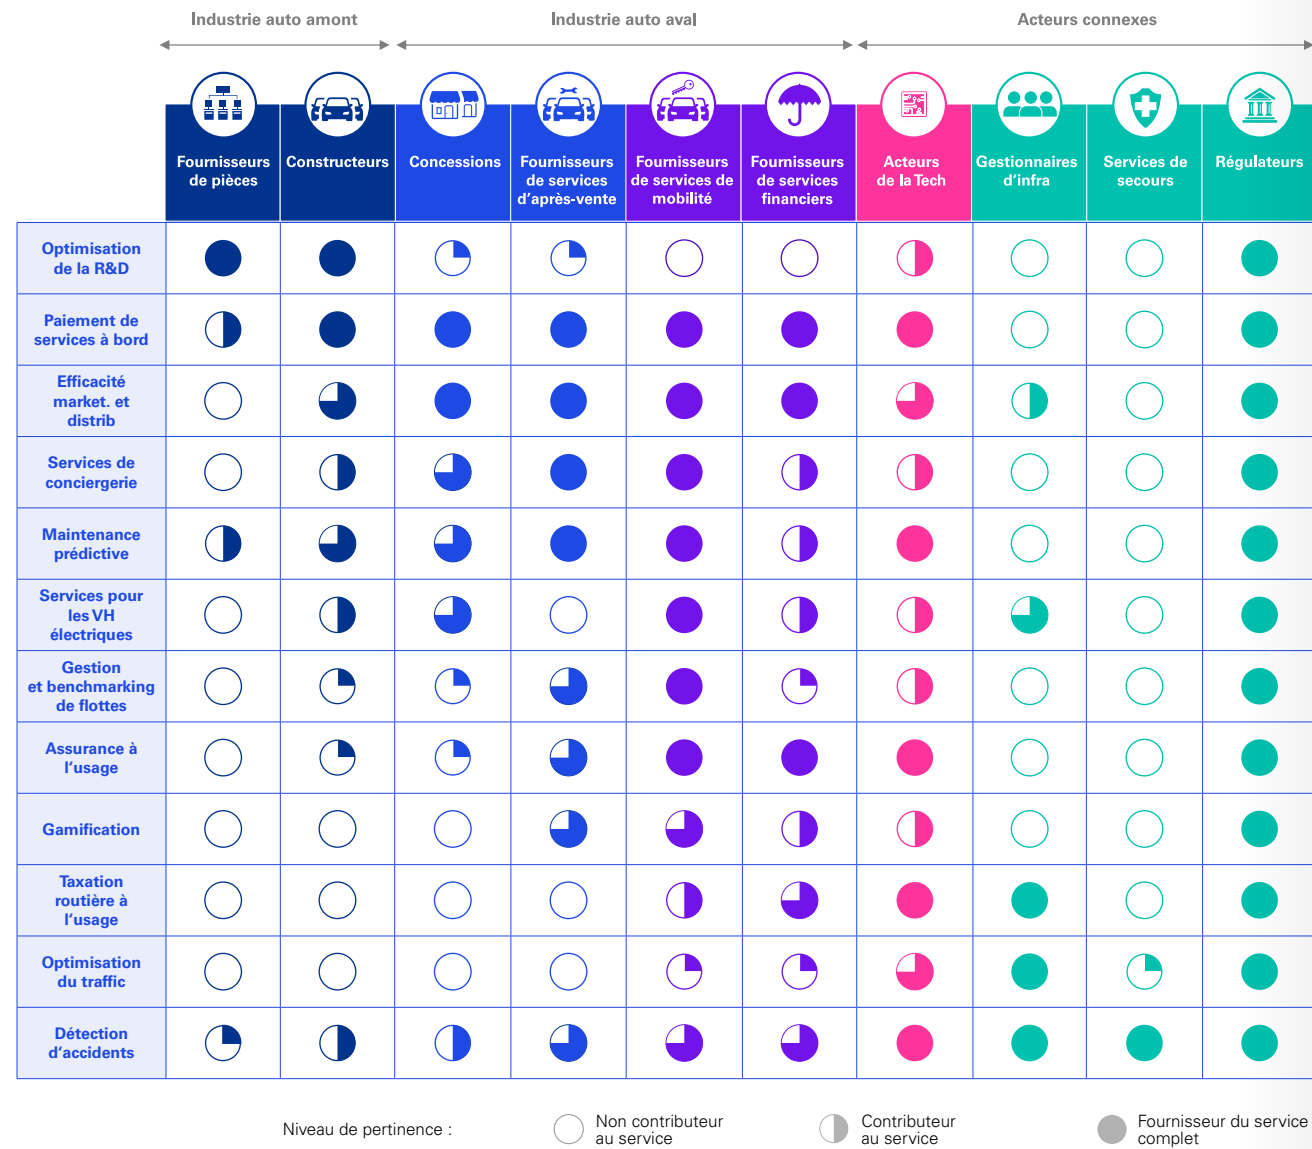 Industrie auto amont
Industrie auto aval
Acteurs connexes
Fournisseurs
de pièces
Constructeurs
Concessions
Fournisseurs
de services
d'après-vente
Fournisseurs
de services de
mobilité
Fournisseurs
de services
financiers
Acteurs
de la Tech
Gestionnaires
d'infra
Services de
secours
Régulateurs
Optimisation
de la R&D
Paiement de
services à bord
Efficacité
market. et
distrib
Services de
conciergerie
Maintenance
prédictive
Services pour
les VH
électriques
Gestion
et benchmarking
de flottes
Assurance à
l'usage
Gamification
Taxation
routière à
l'usage
Optimisation
du traffic
Détection
d'accidents
Niveau de pertinence :
Non contributeur
au service
Contributeur
au service
Fournisseur du service
complet